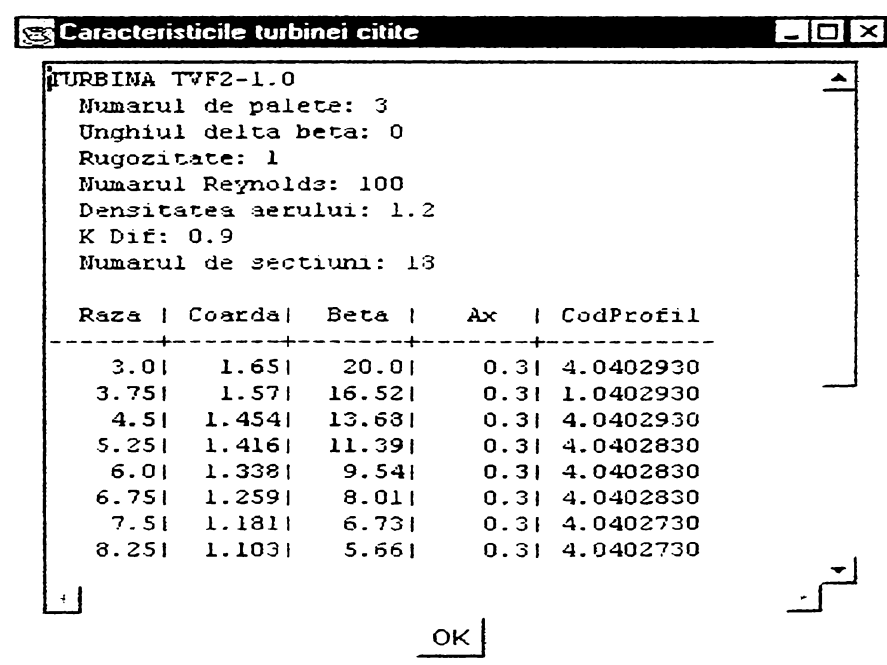 Caracteristicile turbinei citite
TURBINA TVF2-1.0
Numarul de palete: 3
Unghiul delta beta: 0
Rugozitate: 1
Numarul Reynolds: 100
Densitatea aerului: 1.2
K Dif: 0.9
Numarul de sectiuni: 13
Raza | Coarda| Beta | Ax | CodProfil
-------+-------+-------+-------+-----------
3.0| 1.65| 20.0| 0.3| 4.0402930
3.75| 1.57| 16.52| 0.3| 1.0402930
4.5| 1.454| 13.68| 0.3| 4.0402930
5.25| 1.416| 11.39| 0.3| 4.0402830
6.0| 1.338| 9.54| 0.3| 4.0402830
6.75| 1.259| 8.01| 0.3| 4.0402830
7.5| 1.181| 6.73| 0.3| 4.0402730
8.25| 1.103| 5.66| 0.3| 4.0402730
OK